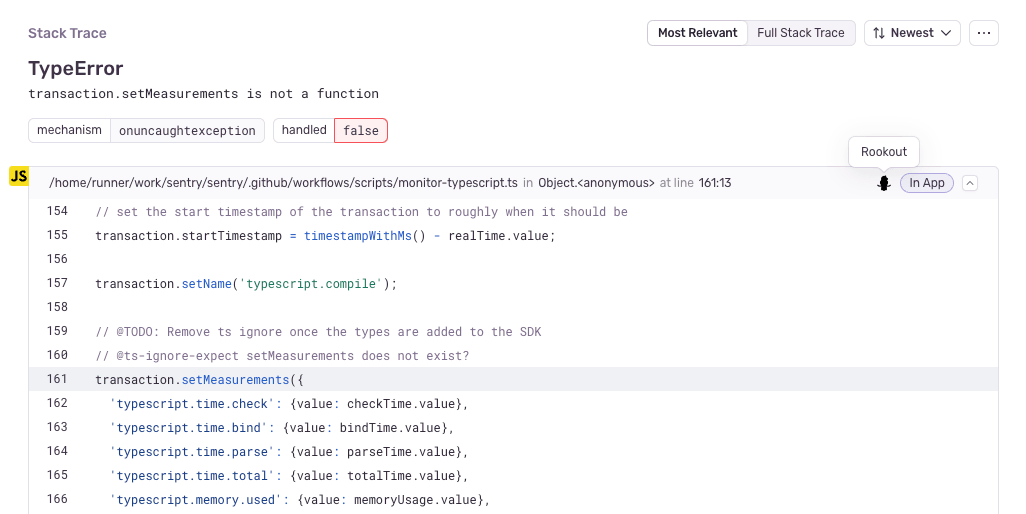 Stack Trace
Most Relevant Full Stack Trace Newest ...
TypeError
transaction.setMeasurements is not a function
mechanism onuncaughtexception handled false
Rookout
JS /home/runner/work/sentry/sentry/.github/workflows/scripts/monitor-typescript.ts in Object.<anonymous> at line 161:13 In App
154 // set the start timestamp of the transaction to roughly when it should be
155 transaction.startTimestamp = timestampWithMs() - realTime.value;
156
157 transaction.setName('typescript.compile');
158
159 // @TODO: Remove ts ignore once the types are added to the SDK
160 // @ts-ignore-expect setMeasurements does not exist?
161 transaction.setMeasurements({
162 'typescript.time.check': {value: checkTime.value},
163 'typescript.time.bind': {value: bindTime.value},
164 'typescript.time.parse': {value: parseTime.value},
165 'typescript.time.total': {value: totalTime.value},
166 'typescript.memory.used': {value: memoryUsage.value},